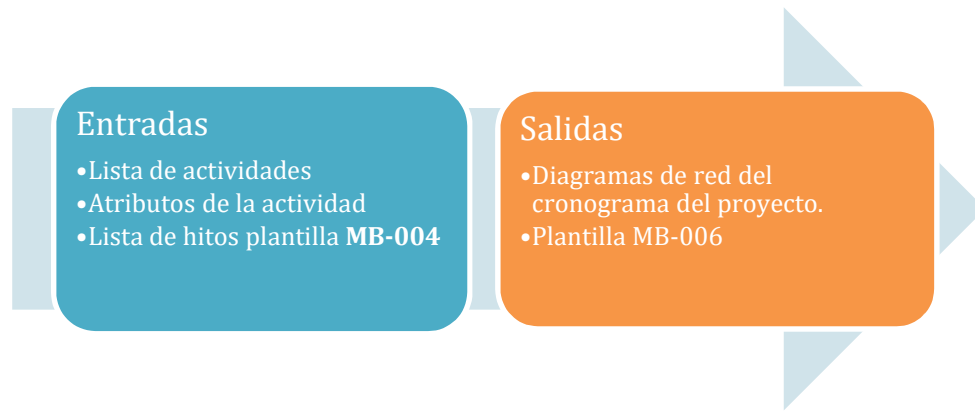 Entradas
•Lista de actividades
•Atributos de la actividad
•Lista de hitos plantilla MB-004
Salidas
•Diagramas de red del
cronograma del proyecto.
•Plantilla MB-006